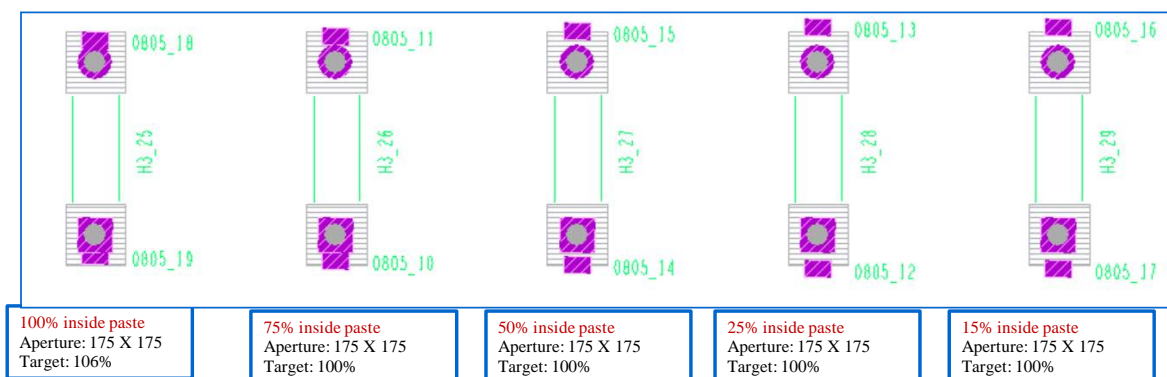 0805_18
0805_11
0805_15
0805_13
0805_16
H3_25
H3_26
H3_27
H3_28
H3_29
0805_19
0805_10
0805_14
0805_12
0805_17
100% inside paste
Aperture: 175 X 175
Target: 106%
75% inside paste
Aperture: 175 X 175
Target: 100%
50% inside paste
Aperture: 175 X 175
Target: 100%
25% inside paste
Aperture: 175 X 175
Target: 100%
15% inside paste
Aperture: 175 X 175
Target: 100%